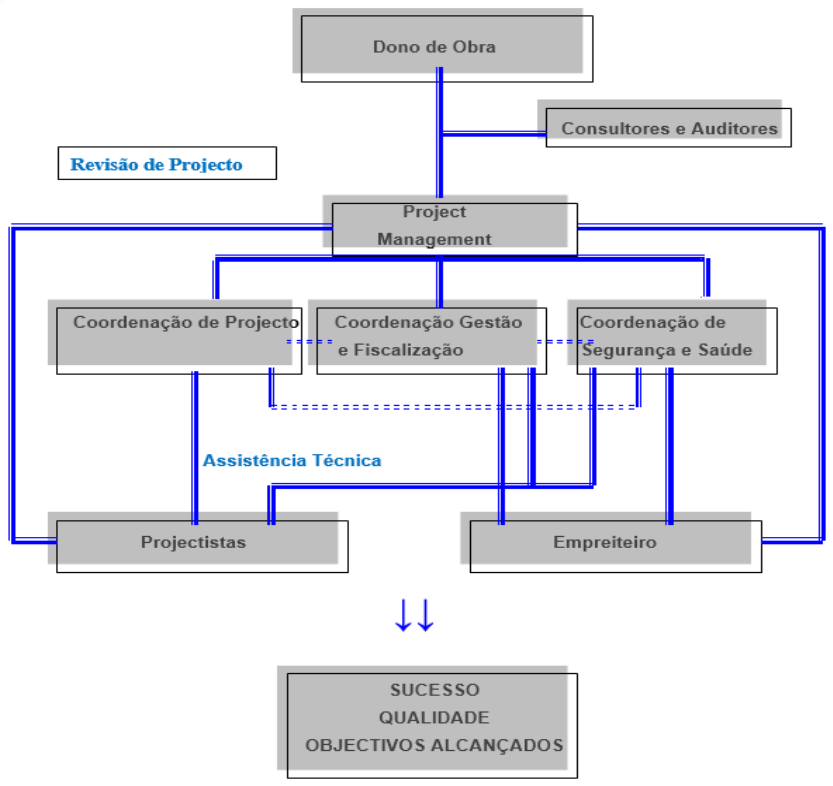 Dono de Obra
Consultores e Auditores
Revisão de Projecto
Project
Management
Coordenação de Projecto
Coordenação Gestão
e Fiscalização
Coordenação de
Segurança e Saúde
Assistência Técnica
Projectistas
Empreiteiro
SUCESSO
QUALIDADE
OBJECTIVOS ALCANÇADOS